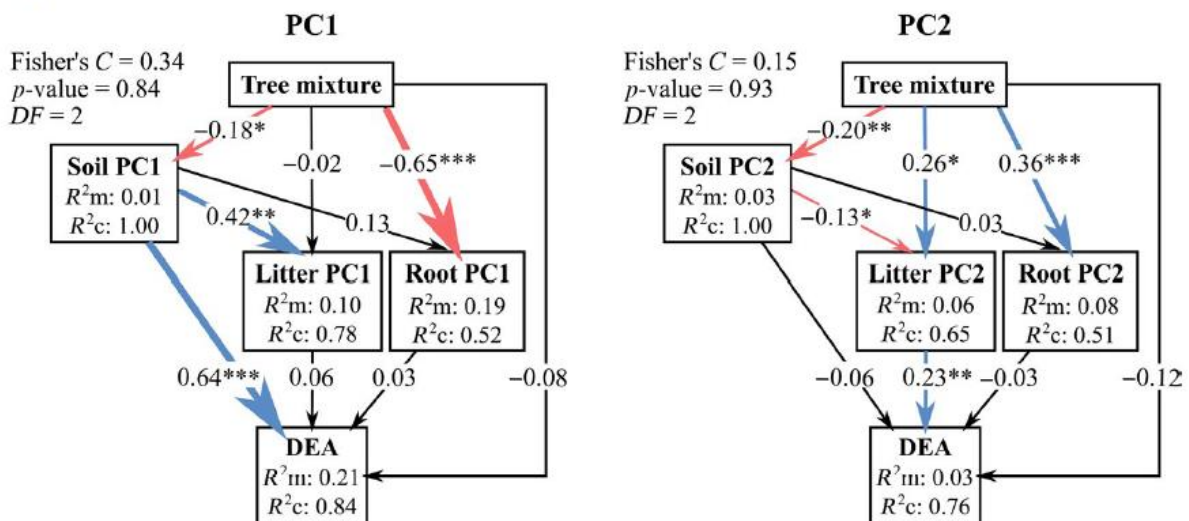 PC1
Fisher's C = 0.34
p-value = 0.84
DF = 2
Tree mixture
−0.18*
−0.02
−0.65***
Soil PC1
R²m: 0.01
R²c: 1.00
0.42**
0.13
Litter PC1
R²m: 0.10
R²c: 0.78
Root PC1
R²m: 0.19
R²c: 0.52
0.64***
0.06
0.03
−0.08
DEA
R²m: 0.21
R²c: 0.84
PC2
Fisher's C = 0.15
p-value = 0.93
DF = 2
Tree mixture
−0.20**
0.26*
0.36***
Soil PC2
R²m: 0.03
R²c: 1.00
−0.13*
0.03
Litter PC2
R²m: 0.06
R²c: 0.65
Root PC2
R²m: 0.08
R²c: 0.51
−0.06
0.23**
−0.03
−0.12
DEA
R²m: 0.03
R²c: 0.76